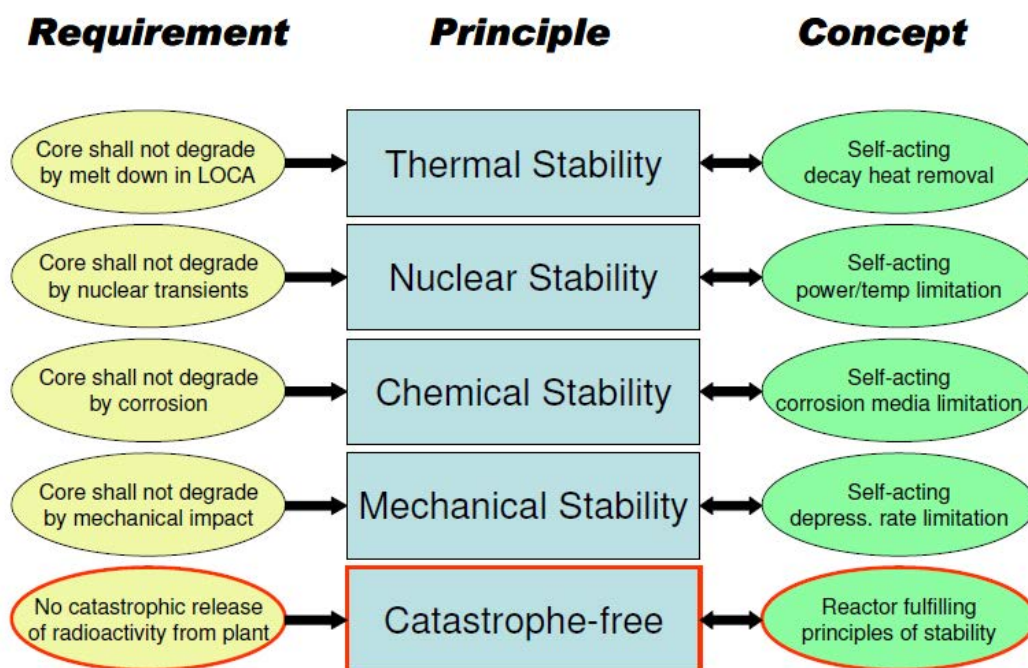 Requirement
Principle
Concept
Core shall not degrade
by melt down in LOCA
Thermal Stability
Self-acting
decay heat removal
Core shall not degrade
by nuclear transients
Nuclear Stability
Self-acting
power/temp limitation
Core shall not degrade
by corrosion
Chemical Stability
Self-acting
corrosion media limitation
Core shall not degrade
by mechanical impact
Mechanical Stability
Self-acting
depress. rate limitation
No catastrophic release
of radioactivity from plant
Catastrophe-free
Reactor fulfilling
principles of stability